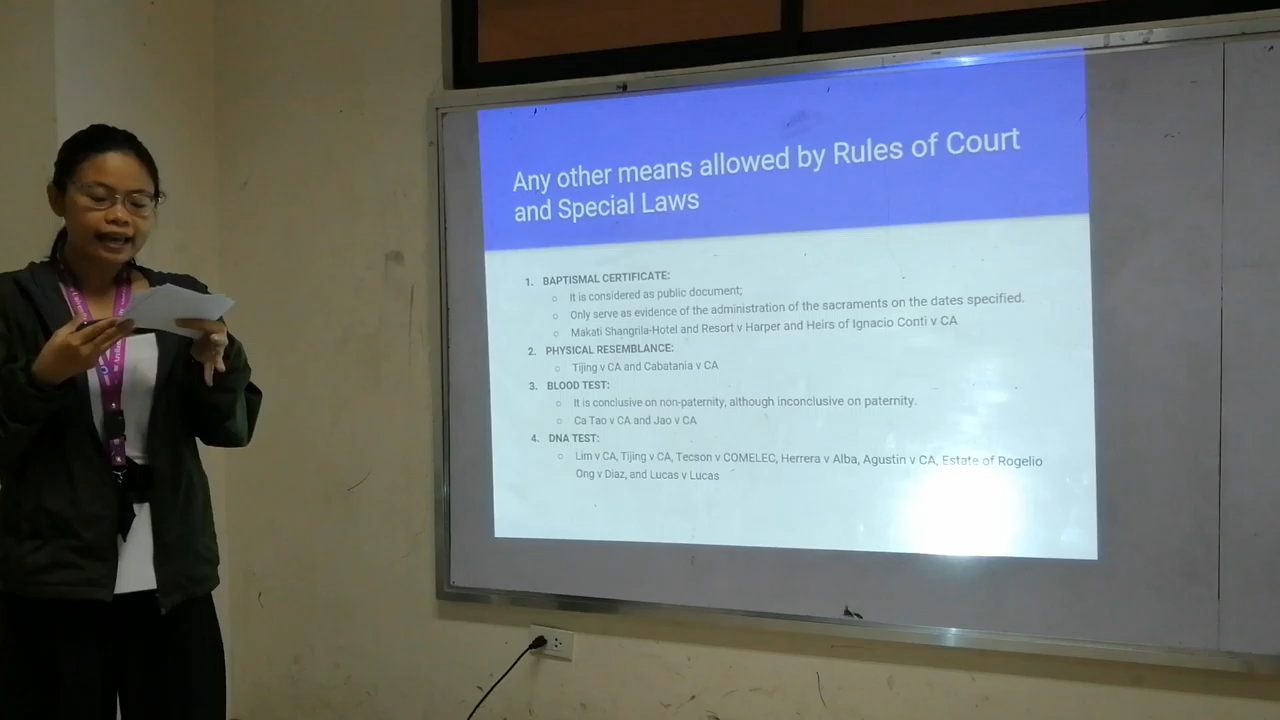 Any other means allowed by Rules of Court
and Special Laws
1. BAPTISMAL CERTIFICATE:
○ It is considered as public document;
○ Only serve as evidence of the administration of the sacraments on the dates specified.
○ Makati Shangrila-Hotel and Resort v Harper and Heirs of Ignacio Conti v CA
2. PHYSICAL RESEMBLANCE:
○ Tijing v CA and Cabatania v CA
3. BLOOD TEST:
○ It is conclusive on non-paternity, although inconclusive on paternity.
○ Ca Tao v CA and Jao v CA
4. DNA TEST:
○ Lim v CA, Tijing v CA, Tecson v COMELEC, Herrera v Alba, Agustin v CA, Estate of Rogelio
Ong v Diaz, and Lucas v Lucas